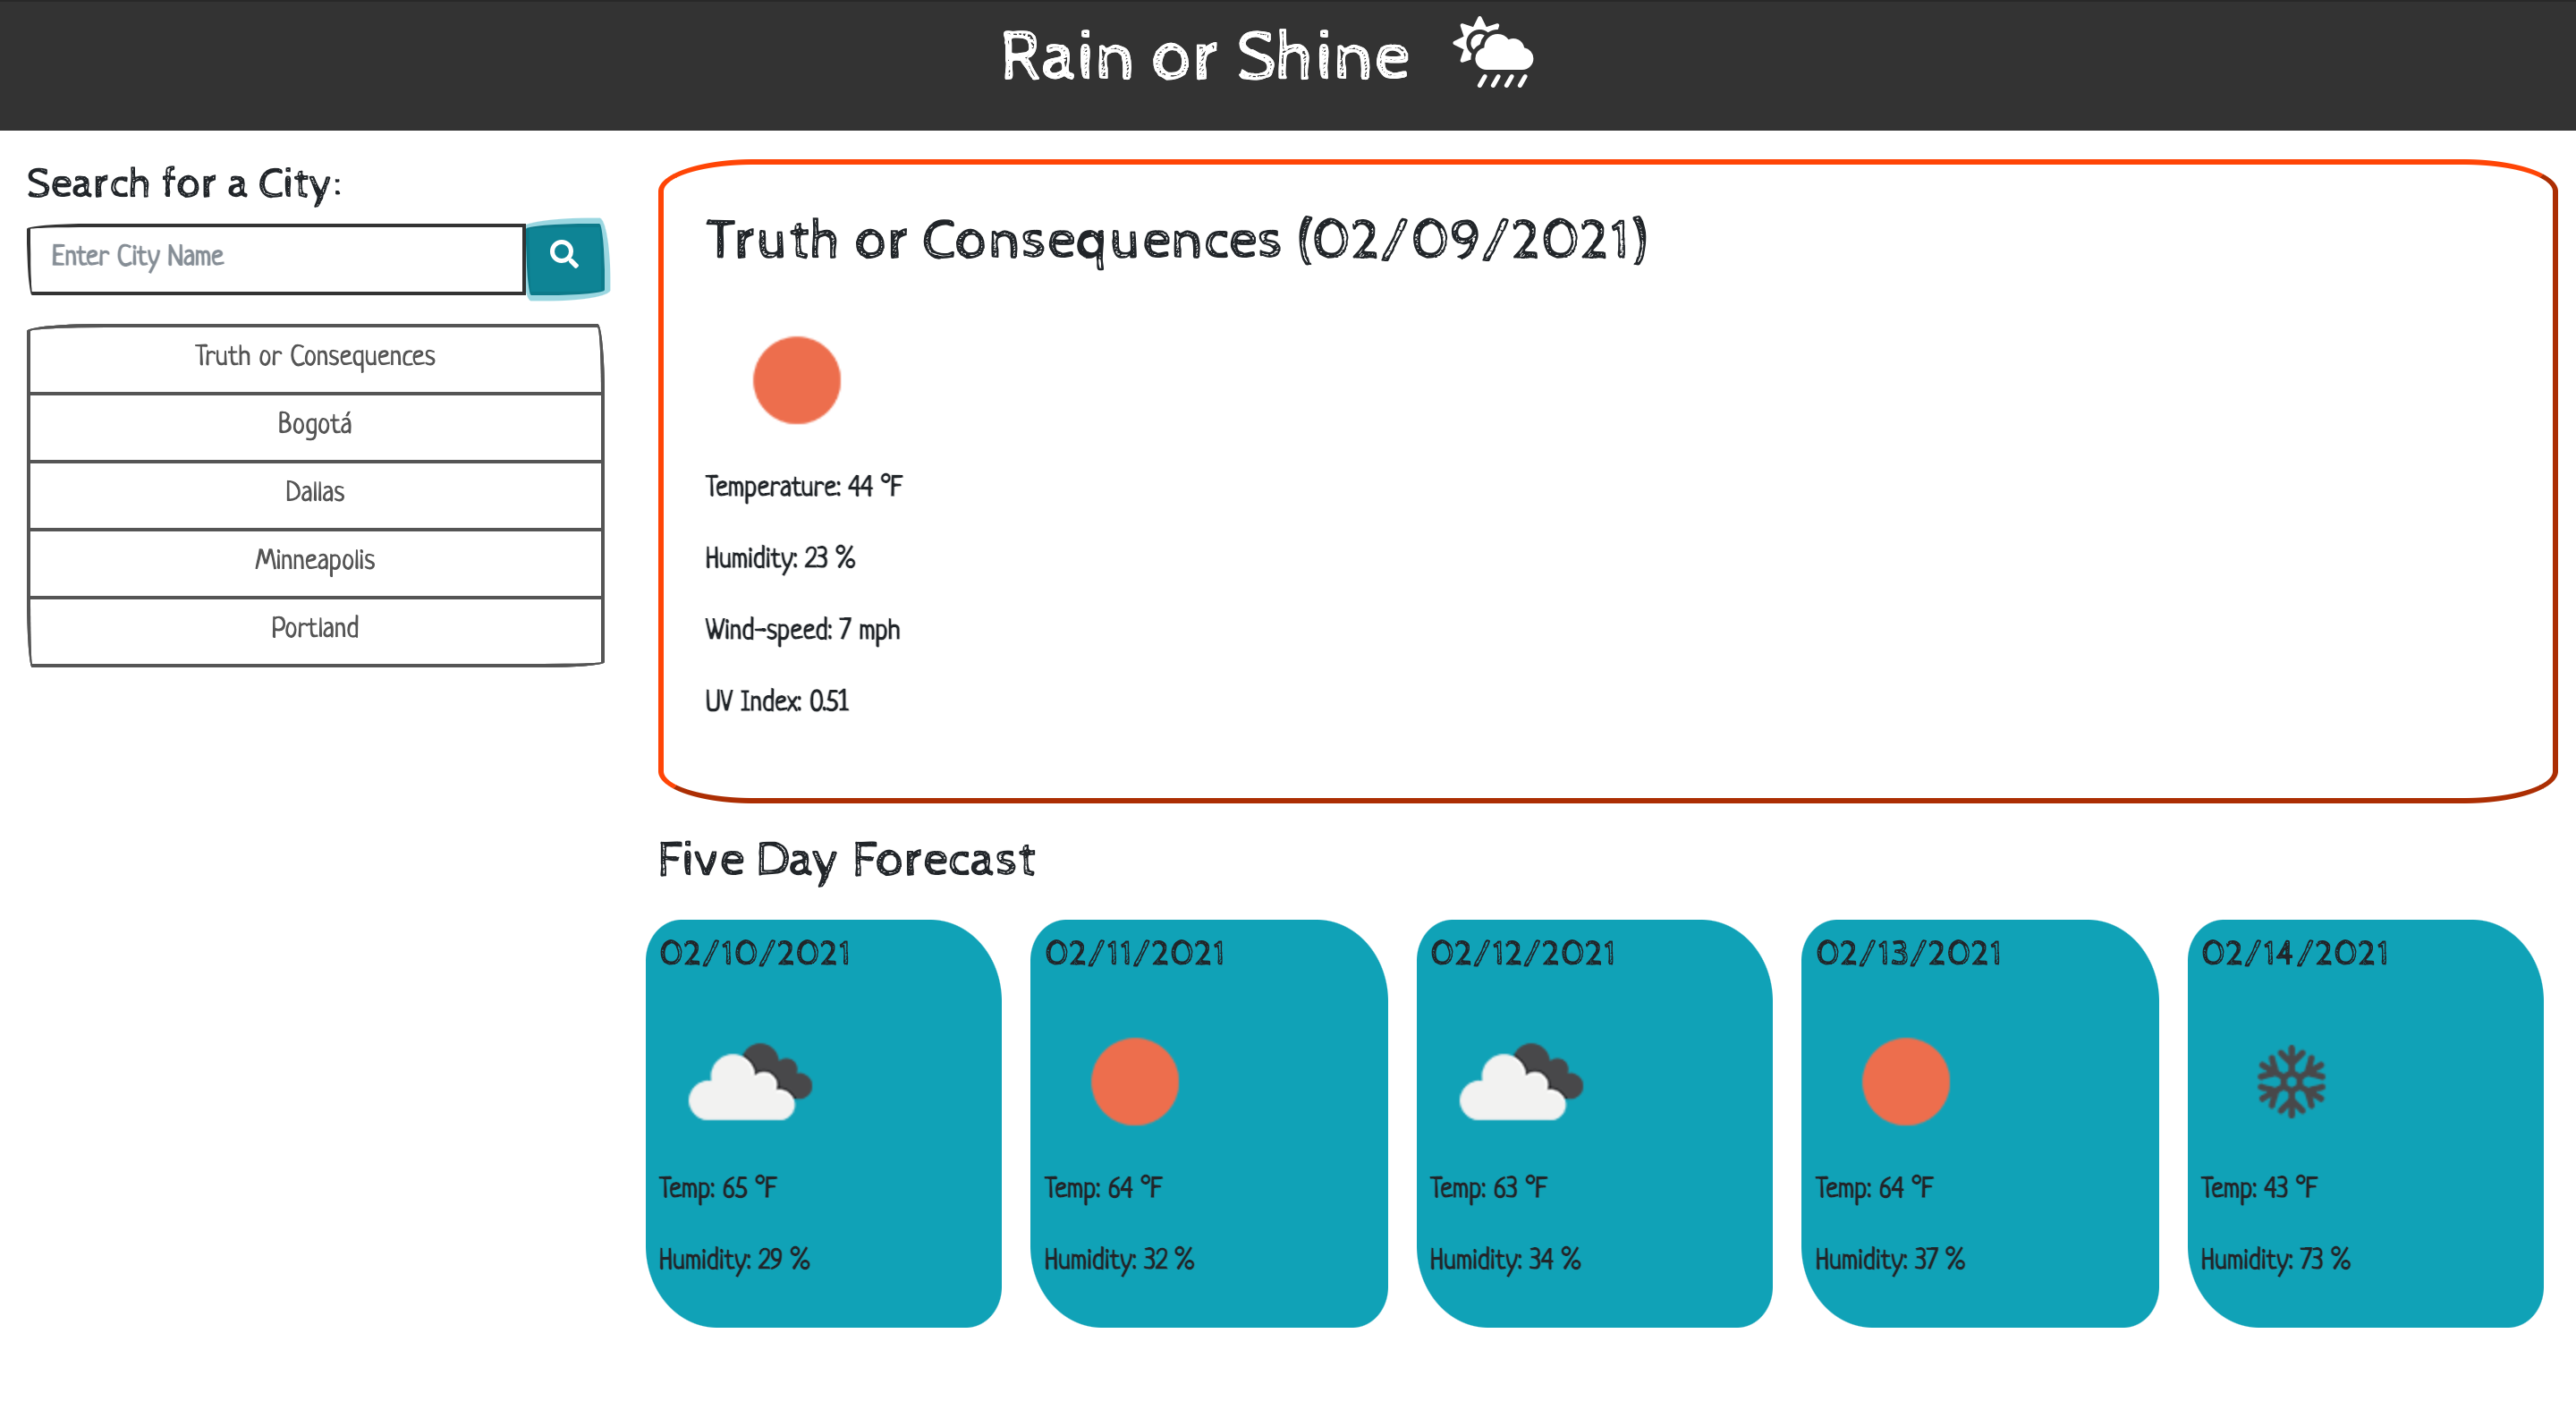 Rain or Shine
Search for a City:
Enter City Name
Truth or Consequences
Bogotá
Dallas
Minneapolis
Portland
Truth or Consequences (02/09/2021)
Temperature: 44 °F
Humidity: 23 %
Wind-speed: 7 mph
UV Index: 0.51
Five Day Forecast
02/10/2021
Temp: 65 °F
Humidity: 29 %
02/11/2021
Temp: 64 °F
Humidity: 32 %
02/12/2021
Temp: 63 °F
Humidity: 34 %
02/13/2021
Temp: 64 °F
Humidity: 37 %
02/14/2021
Temp: 43 °F
Humidity: 73 %